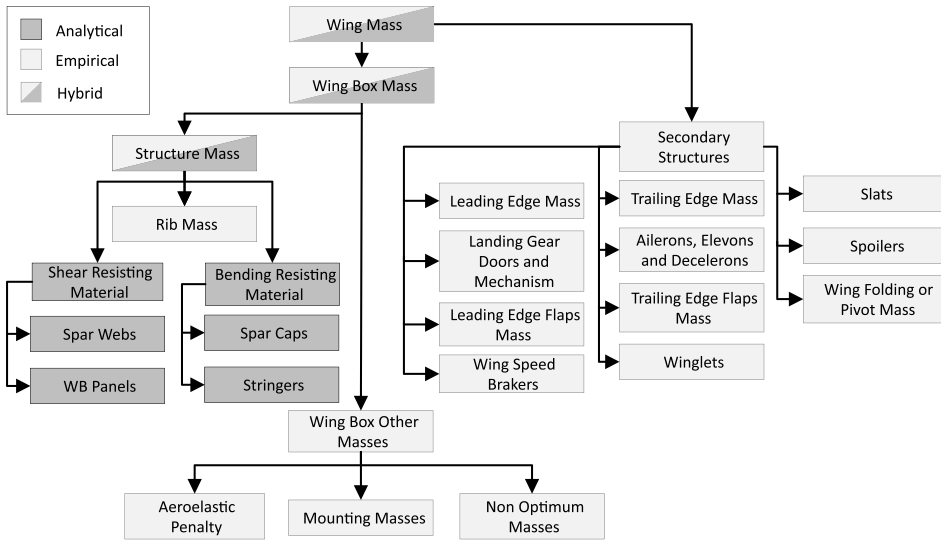 Analytical
Empirical
Hybrid
Wing Mass
Wing Box Mass
Structure Mass
Rib Mass
Shear Resisting
Material
Spar Webs
WB Panels
Bending Resisting
Material
Spar Caps
Stringers
Wing Box Other
Masses
Aeroelastic
Penalty
Mounting Masses
Non Optimum
Masses
Secondary
Structures
Leading Edge Mass
Landing Gear
Doors and
Mechanism
Leading Edge Flaps
Mass
Wing Speed
Brakers
Trailing Edge Mass
Ailerons, Elevons
and Decelerons
Trailing Edge Flaps
Mass
Winglets
Slats
Spoilers
Wing Folding or
Pivot Mass